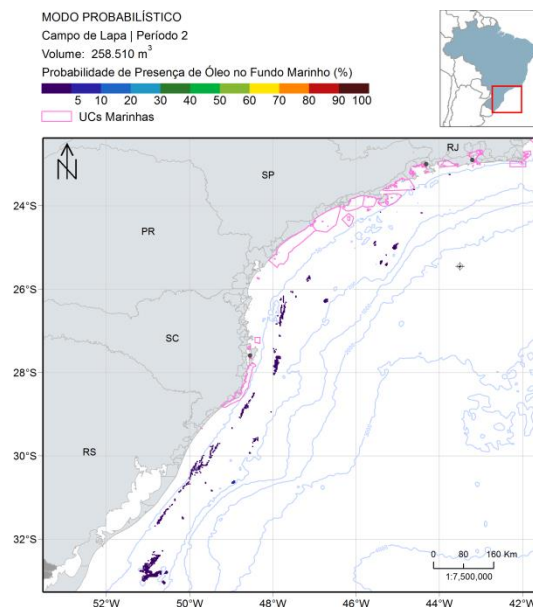 MODO PROBABILÍSTICO
Campo de Lapa | Período 2
Volume: 258.510 m³
Probabilidade de Presença de Óleo no Fundo Marinho (%)
5 10 20 30 40 50 60 70 80 90 100
UCs Marinhas
N
RJ
SP
24°S
PR
26°S
SC
28°S
RS
30°S
32°S
0 80 160 Km
1:7,500,000
52°W 50°W 48°W 46°W 44°W 42°W